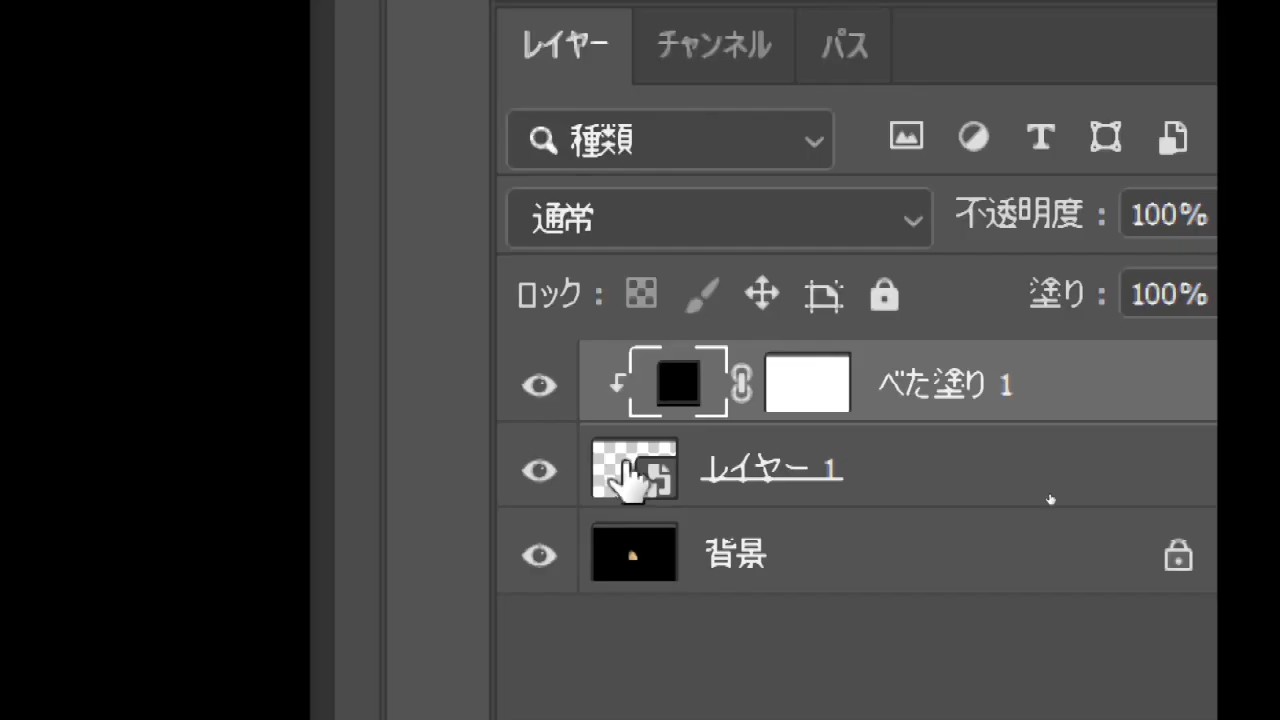 レイヤー チャンネル パス
種類
通常 不透明度： 100%
ロック： 塗り： 100%
べた塗り 1
レイヤー 1
背景